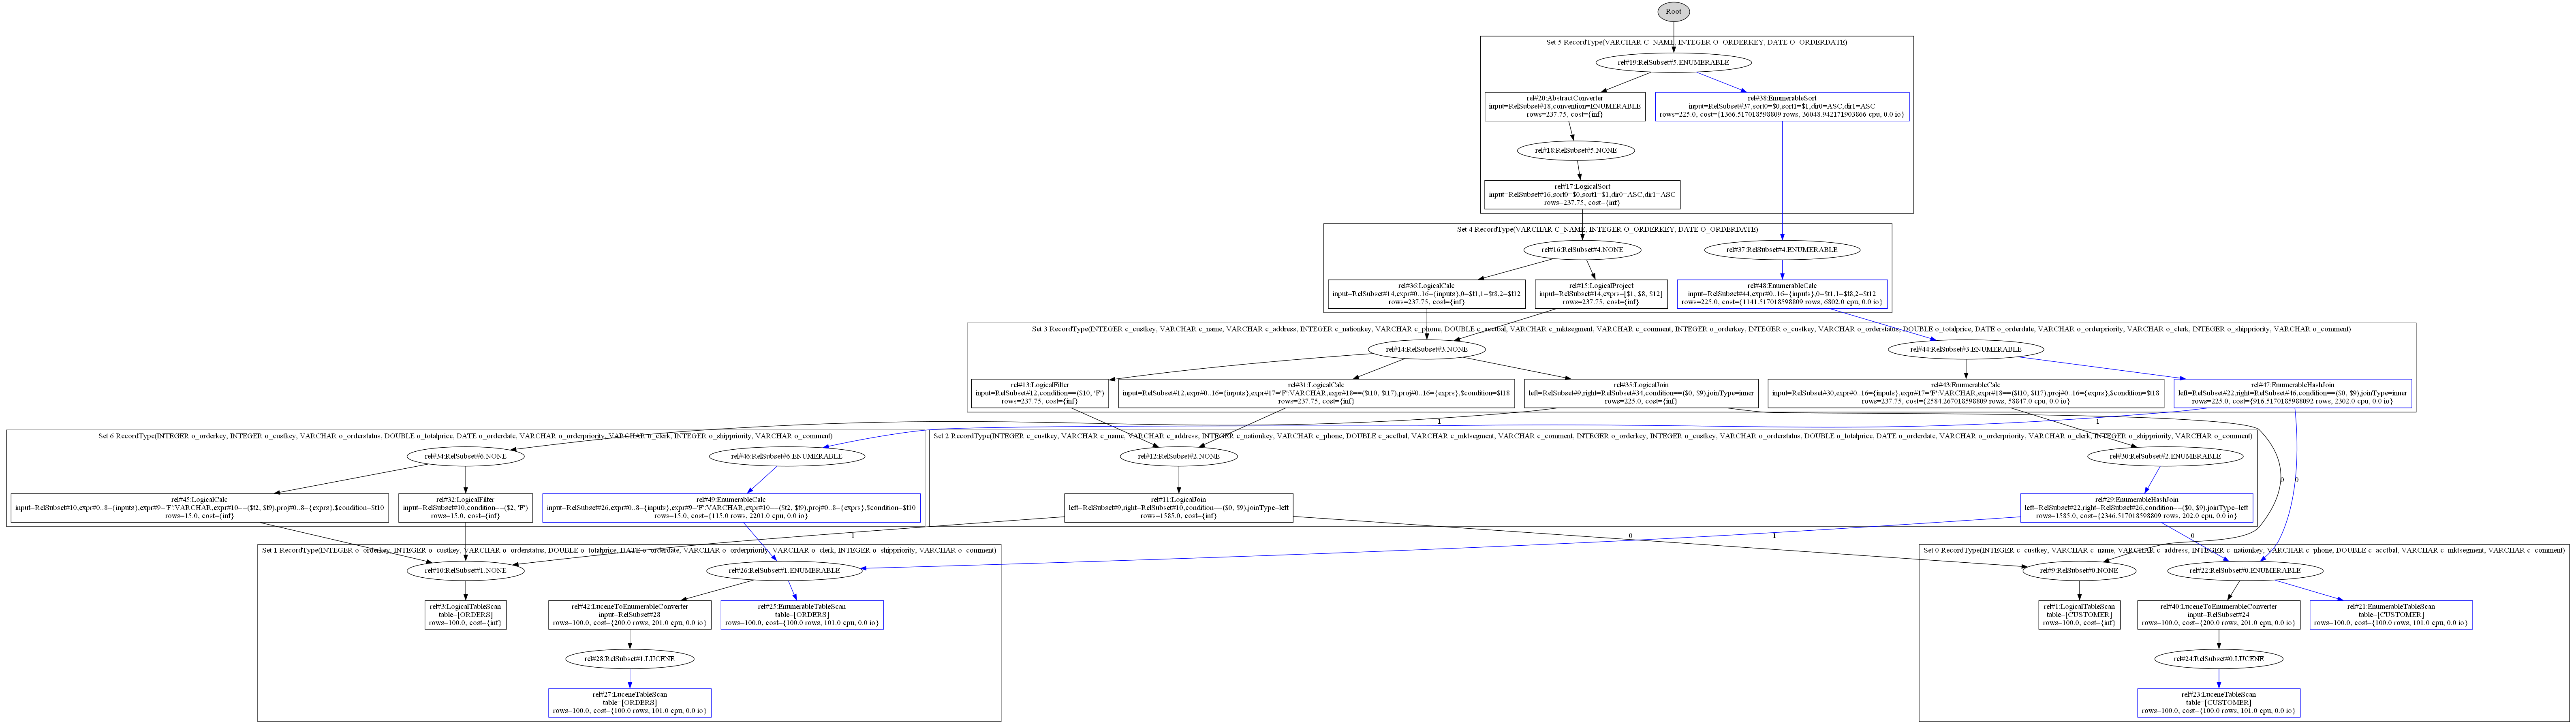 Root
Set 5 RecordType(VARCHAR C_NAME, INTEGER O_ORDERKEY, DATE O_ORDERDATE)
rel#19:RelSubset#5.ENUMERABLE
rel#20:AbstractConverter
input=RelSubset#18,convention=ENUMERABLE
rows=237.75, cost={inf}
rel#38:EnumerableSort
input=RelSubset#37,sort0=$0,sort1=$1,dir0=ASC,dir1=ASC
rows=225.0, cost={1366.517018598809 rows, 36048.942171903866 cpu, 0.0 io}
rel#18:RelSubset#5.NONE
rel#17:LogicalSort
input=RelSubset#16,sort0=$0,sort1=$1,dir0=ASC,dir1=ASC
rows=237.75, cost={inf}
Set 4 RecordType(VARCHAR C_NAME, INTEGER O_ORDERKEY, DATE O_ORDERDATE)
rel#16:RelSubset#4.NONE
rel#37:RelSubset#4.ENUMERABLE
rel#36:LogicalCalc
input=RelSubset#14,expr#0..16={inputs},0=$t1,1=$t8,2=$t12
rows=237.75, cost={inf}
rel#15:LogicalProject
input=RelSubset#14,exprs=[$1, $8, $12]
rows=237.75, cost={inf}
rel#48:EnumerableCalc
input=RelSubset#44,expr#0..16={inputs},0=$t1,1=$t8,2=$t12
rows=225.0, cost={1141.517018598809 rows, 6802.0 cpu, 0.0 io}
Set 3 RecordType(INTEGER c_custkey, VARCHAR c_name, VARCHAR c_address, INTEGER c_nationkey, VARCHAR c_phone, DOUBLE c_acctbal, VARCHAR c_mktsegment, VARCHAR c_comment, INTEGER o_orderkey, INTEGER o_custkey, VARCHAR o_orderstatus, DOUBLE o_totalprice, DATE o_orderdate, VARCHAR o_orderpriority, VARCHAR o_clerk, INTEGER o_shippriority, VARCHAR o_comment)
rel#14:RelSubset#3.NONE
rel#44:RelSubset#3.ENUMERABLE
rel#13:LogicalFilter
input=RelSubset#12,condition==($10, 'F')
rows=237.75, cost={inf}
rel#31:LogicalCalc
input=RelSubset#12,expr#0..16={inputs},expr#17='F':VARCHAR,expr#18==($t10, $t17),proj#0..16={exprs},$condition=$t18
rows=237.75, cost={inf}
rel#35:LogicalJoin
left=RelSubset#9,right=RelSubset#34,condition==($0, $9),joinType=inner
rows=225.0, cost={inf}
rel#43:EnumerableCalc
input=RelSubset#30,expr#0..16={inputs},expr#17='F':VARCHAR,expr#18==($t10, $t17),proj#0..16={exprs},$condition=$t18
rows=237.75, cost={2584.267018598809 rows, 58847.0 cpu, 0.0 io}
rel#47:EnumerableHashJoin
left=RelSubset#22,right=RelSubset#46,condition==($0, $9),joinType=inner
rows=225.0, cost={916.5170185988092 rows, 2302.0 cpu, 0.0 io}
1
1
Set 6 RecordType(INTEGER o_orderkey, INTEGER o_custkey, VARCHAR o_orderstatus, DOUBLE o_totalprice, DATE o_orderdate, VARCHAR o_orderpriority, VARCHAR o_clerk, INTEGER o_shippriority, VARCHAR o_comment)
rel#34:RelSubset#6.NONE
rel#46:RelSubset#6.ENUMERABLE
rel#45:LogicalCalc
input=RelSubset#10,expr#0..8={inputs},expr#9='F':VARCHAR,expr#10==($t2, $t9),proj#0..8={exprs},$condition=$t10
rows=15.0, cost={inf}
rel#32:LogicalFilter
input=RelSubset#10,condition==($2, 'F')
rows=15.0, cost={inf}
rel#49:EnumerableCalc
input=RelSubset#26,expr#0..8={inputs},expr#9='F':VARCHAR,expr#10==($t2, $t9),proj#0..8={exprs},$condition=$t10
rows=15.0, cost={115.0 rows, 2201.0 cpu, 0.0 io}
Set 2 RecordType(INTEGER c_custkey, VARCHAR c_name, VARCHAR c_address, INTEGER c_nationkey, VARCHAR c_phone, DOUBLE c_acctbal, VARCHAR c_mktsegment, VARCHAR c_comment, INTEGER o_orderkey, INTEGER o_custkey, VARCHAR o_orderstatus, DOUBLE o_totalprice, DATE o_orderdate, VARCHAR o_orderpriority, VARCHAR o_clerk, INTEGER o_shippriority, VARCHAR o_comment)
rel#12:RelSubset#2.NONE
rel#30:RelSubset#2.ENUMERABLE
rel#11:LogicalJoin
left=RelSubset#9,right=RelSubset#10,condition==($0, $9),joinType=left
rows=1585.0, cost={inf}
rel#29:EnumerableHashJoin
left=RelSubset#22,right=RelSubset#26,condition==($0, $9),joinType=left
rows=1585.0, cost={2346.517018598809 rows, 202.0 cpu, 0.0 io}
0
0
1
0
1
0
Set 1 RecordType(INTEGER o_orderkey, INTEGER o_custkey, VARCHAR o_orderstatus, DOUBLE o_totalprice, DATE o_orderdate, VARCHAR o_orderpriority, VARCHAR o_clerk, INTEGER o_shippriority, VARCHAR o_comment)
rel#10:RelSubset#1.NONE
rel#26:RelSubset#1.ENUMERABLE
rel#3:LogicalTableScan
table=[ORDERS]
rows=100.0, cost={inf}
rel#42:LuceneToEnumerableConverter
input=RelSubset#28
rows=100.0, cost={200.0 rows, 201.0 cpu, 0.0 io}
rel#25:EnumerableTableScan
table=[ORDERS]
rows=100.0, cost={100.0 rows, 101.0 cpu, 0.0 io}
rel#28:RelSubset#1.LUCENE
rel#27:LuceneTableScan
table=[ORDERS]
rows=100.0, cost={100.0 rows, 101.0 cpu, 0.0 io}
Set 0 RecordType(INTEGER c_custkey, VARCHAR c_name, VARCHAR c_address, INTEGER c_nationkey, VARCHAR c_phone, DOUBLE c_acctbal, VARCHAR c_mktsegment, VARCHAR c_comment)
rel#9:RelSubset#0.NONE
rel#22:RelSubset#0.ENUMERABLE
rel#1:LogicalTableScan
table=[CUSTOMER]
rows=100.0, cost={inf}
rel#40:LuceneToEnumerableConverter
input=RelSubset#24
rows=100.0, cost={200.0 rows, 201.0 cpu, 0.0 io}
rel#21:EnumerableTableScan
table=[CUSTOMER]
rows=100.0, cost={100.0 rows, 101.0 cpu, 0.0 io}
rel#24:RelSubset#0.LUCENE
rel#23:LuceneTableScan
table=[CUSTOMER]
rows=100.0, cost={100.0 rows, 101.0 cpu, 0.0 io}